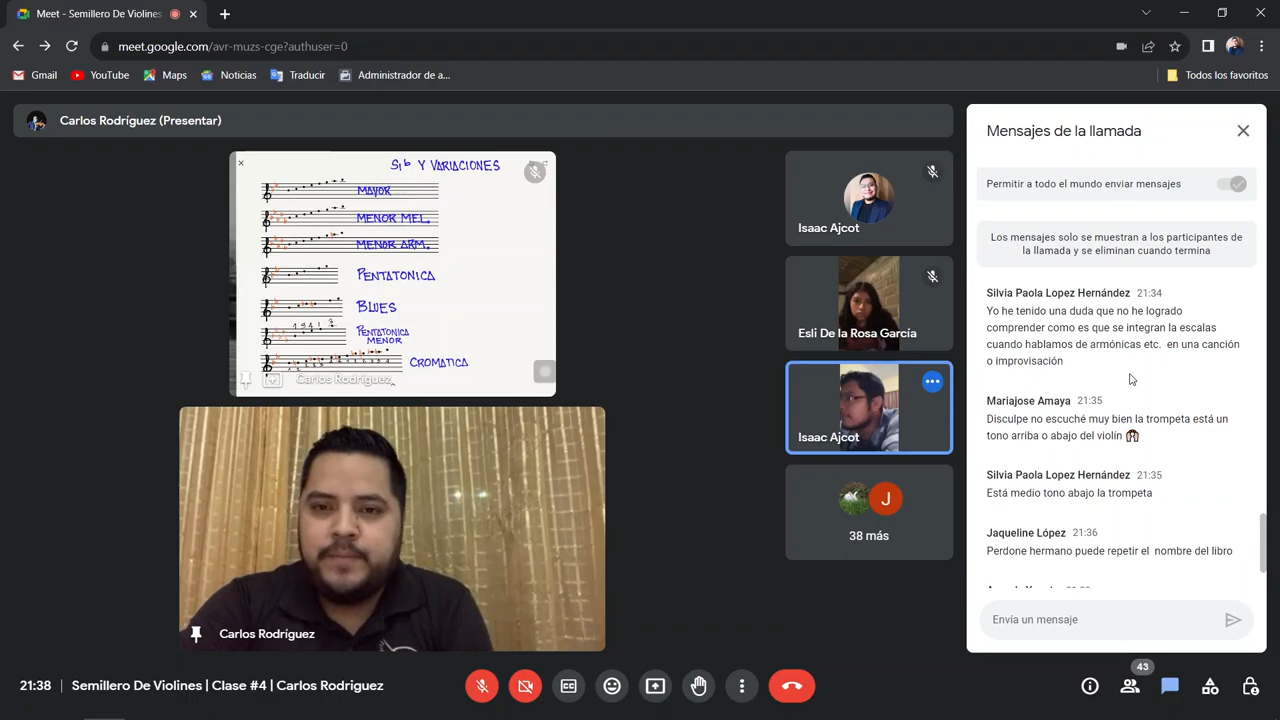 Meet - Semillero De Violines
meet.google.com/avr-muzs-cge?authuser=0
Gmail
YouTube
Maps
Noticias
Traducir
Administrador de a...
Todos los favoritos
Carlos Rodríguez (Presentar)
Sib Y VARIACIONES
MAYOR
MENOR MEL.
MENOR ARM.
PENTATONICA
BLUES
PENTATONICA
MENOR
CROMATICA
Carlos Rodríguez
Carlos Rodríguez
Isaac Ajcot
Esli De la Rosa García
Isaac Ajcot
J
38 más
Mensajes de la llamada
Permitir a todo el mundo enviar mensajes
Los mensajes solo se muestran a los participantes de
la llamada y se eliminan cuando termina
Silvia Paola Lopez Hernández 21:34
Yo he tenido una duda que no he logrado
comprender como es que se integran la escalas
cuando hablamos de armónicas etc. en una canción
o improvisación
Mariajose Amaya 21:35
Disculpe no escuché muy bien la trompeta está un
tono arriba o abajo del violín
Silvia Paola Lopez Hernández 21:35
Está medio tono abajo la trompeta
Jaqueline López 21:36
Perdone hermano puede repetir el nombre del libro
Envía un mensaje
21:38 | Semillero De Violines | Clase #4 | Carlos Rodriguez
43